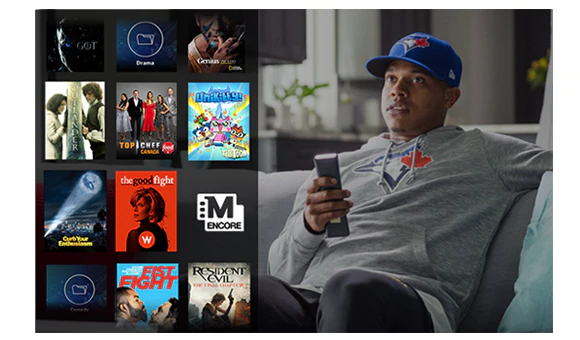 GOT
Drama
Genius
OUTLANDER
TOP CHEF
CANADA
UniKitty!
Curb Your
Enthusiasm
the good fight
W
M
ENCORE
Comedy
FIST
FIGHT
RESIDENT
EVIL
THE FINAL CHAPTER